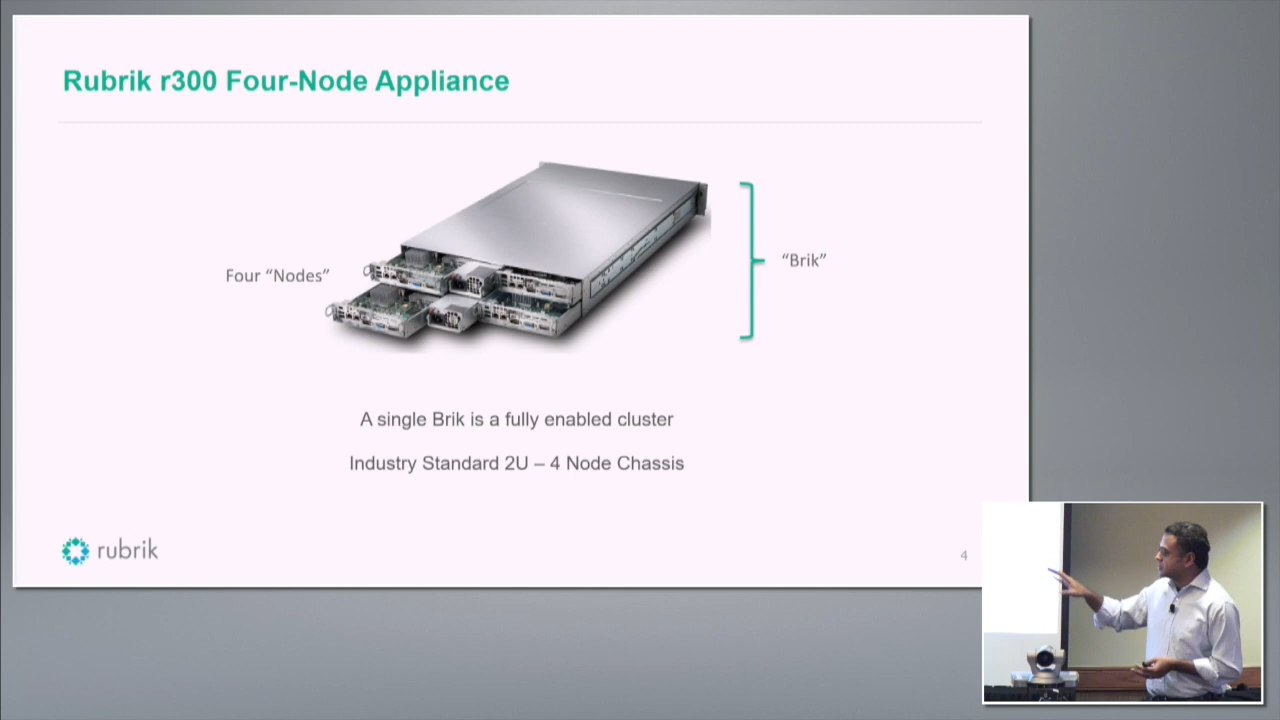 Rubrik r300 Four-Node Appliance
Four “Nodes”
“Brik”
A single Brik is a fully enabled cluster
Industry Standard 2U – 4 Node Chassis
rubrik
4